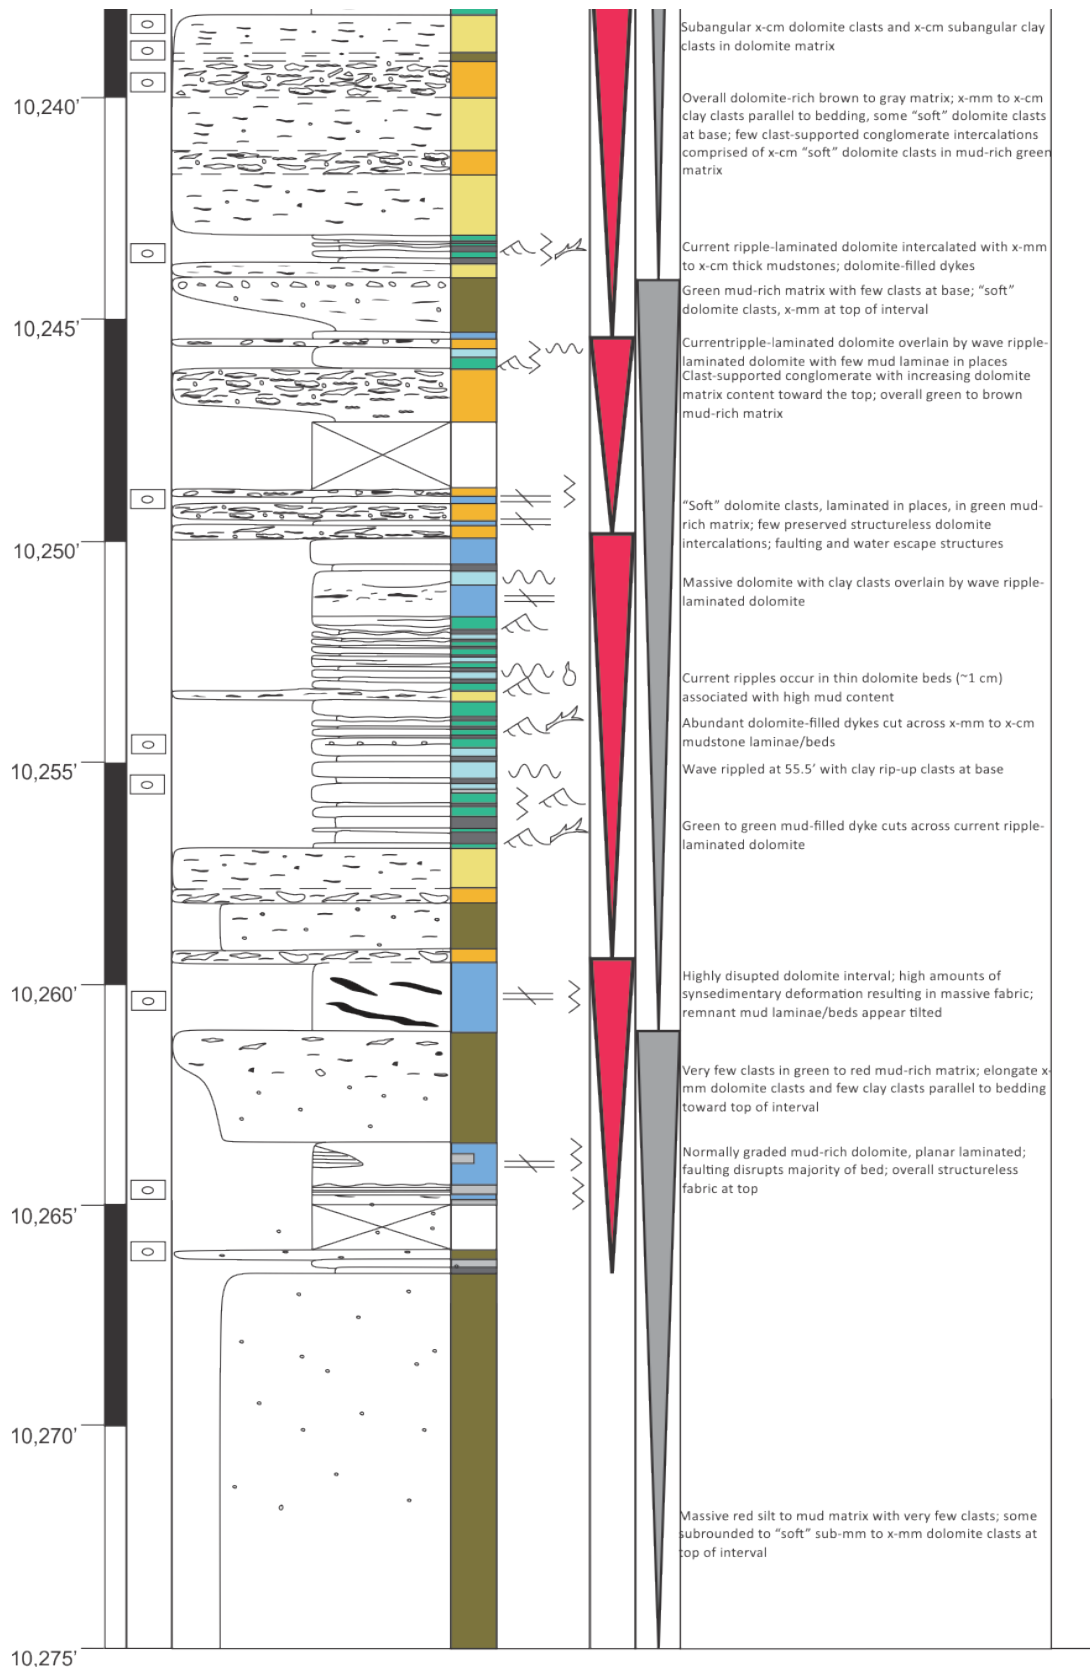 Subangular x-cm dolomite clasts and x-cm subangular clay
clasts in dolomite matrix
10,240'
Overall dolomite-rich brown to gray matrix; x-mm to x-cm
clay clasts parallel to bedding, some “soft” dolomite clasts
at base; few clast-supported conglomerate intercalations
comprised of x-cm “soft” dolomite clasts in mud-rich green
matrix
Current ripple-laminated dolomite intercalated with x-mm
to x-cm thick mudstones; dolomite-filled dykes
Green mud-rich matrix with few clasts at base; “soft”
dolomite clasts, x-mm at top of interval
10,245'
Currentripple-laminated dolomite overlain by wave ripple-
laminated dolomite with few mud laminae in places
Clast-supported conglomerate with increasing dolomite
matrix content toward the top; overall green to brown
mud-rich matrix
“Soft” dolomite clasts, laminated in places, in green mud-
rich matrix; few preserved structureless dolomite
intercalations; faulting and water escape structures
10,250'
Massive dolomite with clay clasts overlain by wave ripple-
laminated dolomite
Current ripples occur in thin dolomite beds (~1 cm)
associated with high mud content
Abundant dolomite-filled dykes cut across x-mm to x-cm
mudstone laminae/beds
10,255'
Wave rippled at 55.5’ with clay rip-up clasts at base
Green to green mud-filled dyke cuts across current ripple-
laminated dolomite
10,260'
Highly disupted dolomite interval; high amounts of
synsedimentary deformation resulting in massive fabric;
remnant mud laminae/beds appear tilted
Very few clasts in green to red mud-rich matrix; elongate x-
mm dolomite clasts and few clay clasts parallel to bedding
toward top of interval
Normally graded mud-rich dolomite, planar laminated;
faulting disrupts majority of bed; overall structureless
fabric at top
10,265'
10,270'
Massive red silt to mud matrix with very few clasts; some
subrounded to “soft” sub-mm to x-mm dolomite clasts at
top of interval
10,275'